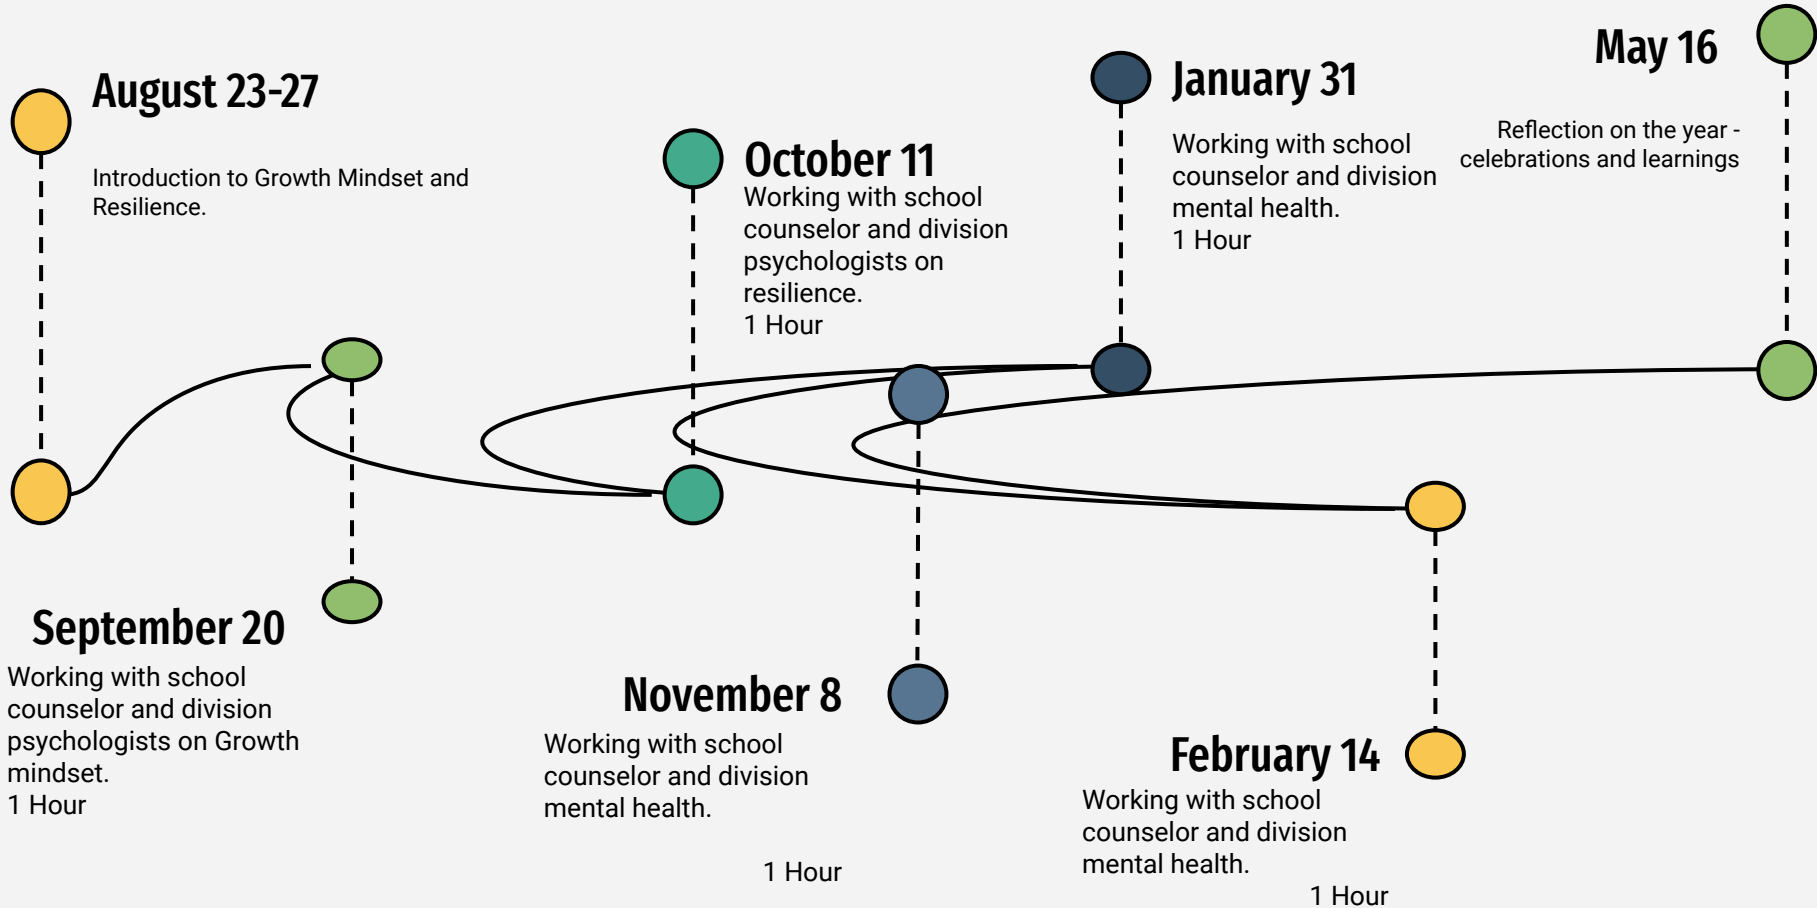 August 23-27
Introduction to Growth Mindset and
Resilience.
September 20
Working with school
counselor and division
psychologists on Growth
mindset.
1 Hour
October 11
Working with school
counselor and division
psychologists on
resilience.
1 Hour
November 8
Working with school
counselor and division
mental health.
1 Hour
January 31
Working with school
counselor and division
mental health.
1 Hour
February 14
Working with school
counselor and division
mental health.
1 Hour
May 16
Reflection on the year -
celebrations and learnings